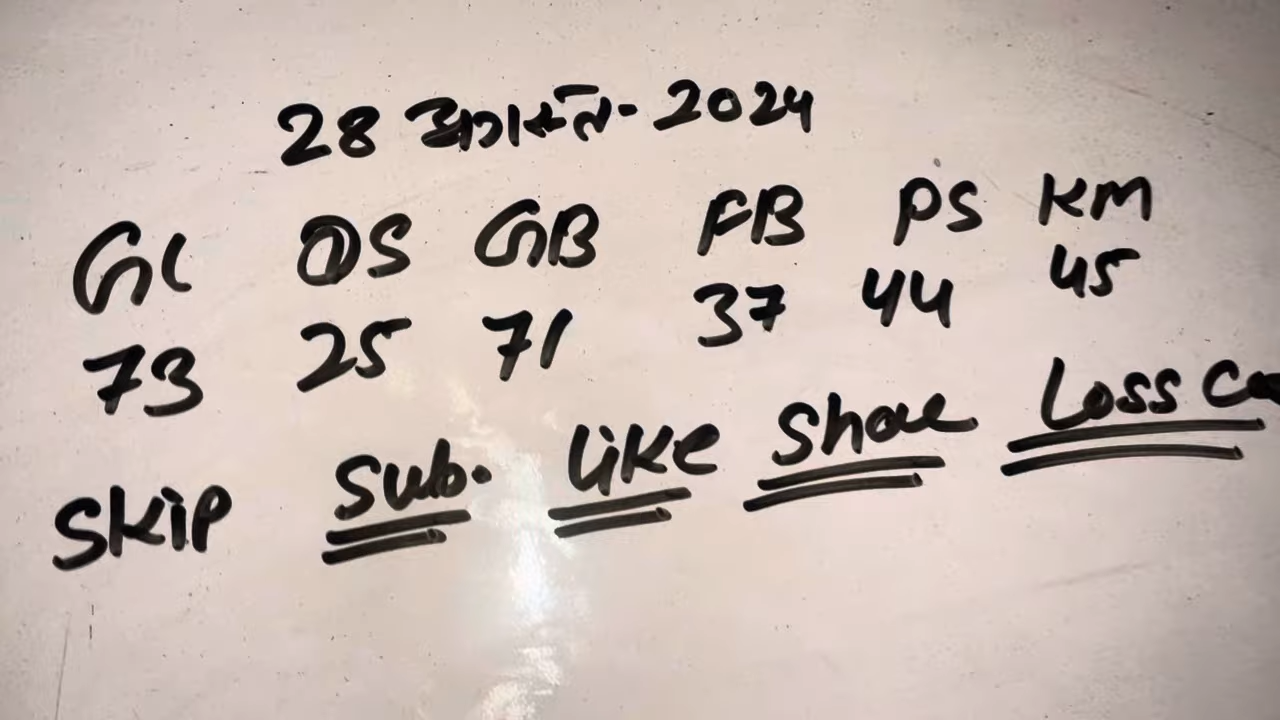 28 अगस्त-2024
GL DS GB FB PS KM
73 25 71 37 44 45
Skip Sub. Like Share Loss